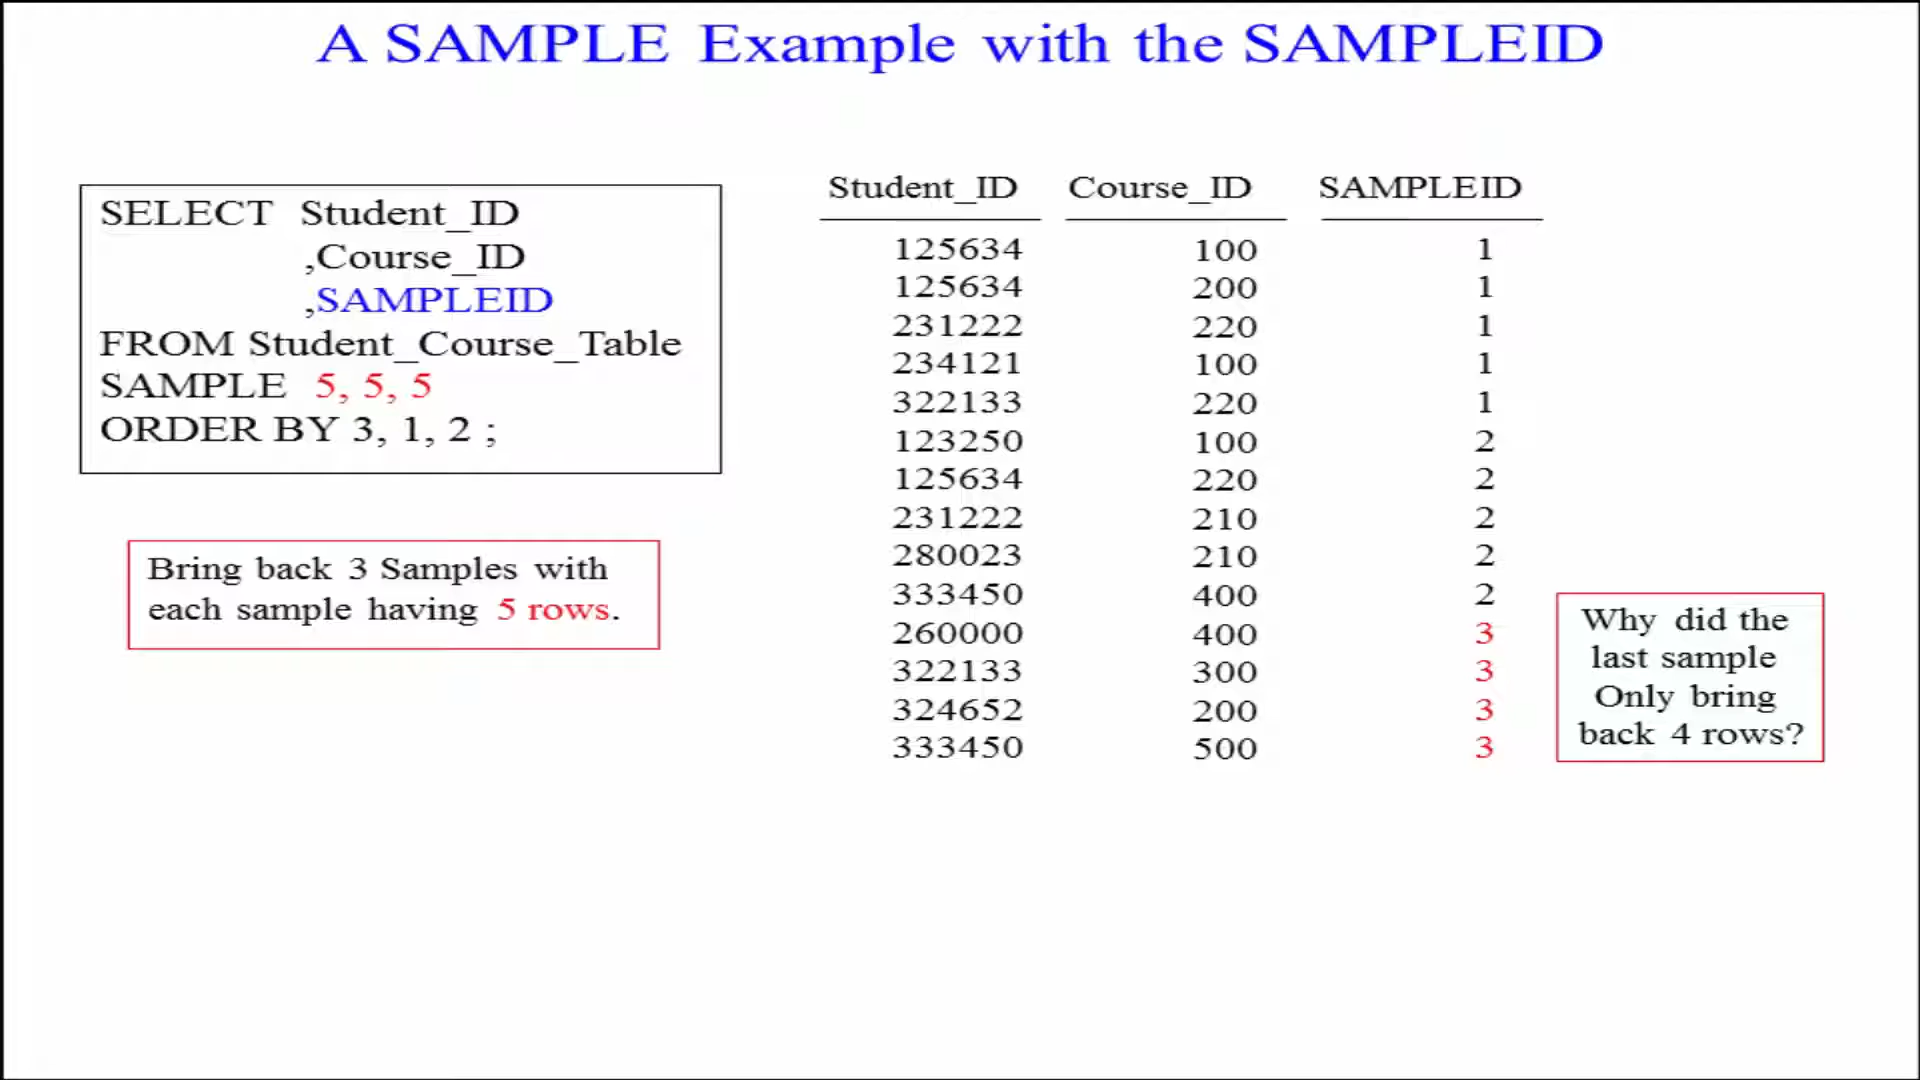 A SAMPLE Example with the SAMPLEID
SELECT Student_ID
,Course_ID
,SAMPLEID
FROM Student_Course_Table
SAMPLE 5, 5, 5
ORDER BY 3, 1, 2 ;
Bring back 3 Samples with
each sample having 5 rows.
Student_ID Course_ID SAMPLEID
125634 100 1
125634 200 1
231222 220 1
234121 100 1
322133 220 1
123250 100 2
125634 220 2
231222 210 2
280023 210 2
333450 400 2
260000 400 3
322133 300 3
324652 200 3
333450 500 3
Why did the
last sample
Only bring
back 4 rows?